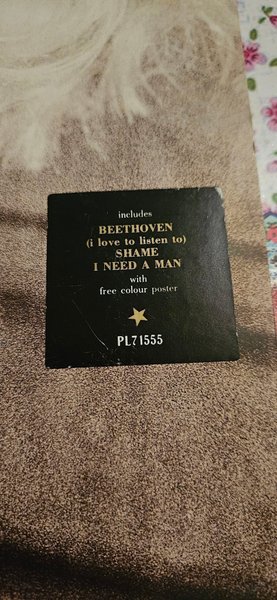 includes
BEETHOVEN
(i love to listen to)
SHAME
I NEED A MAN
with
free colour poster
PL71555